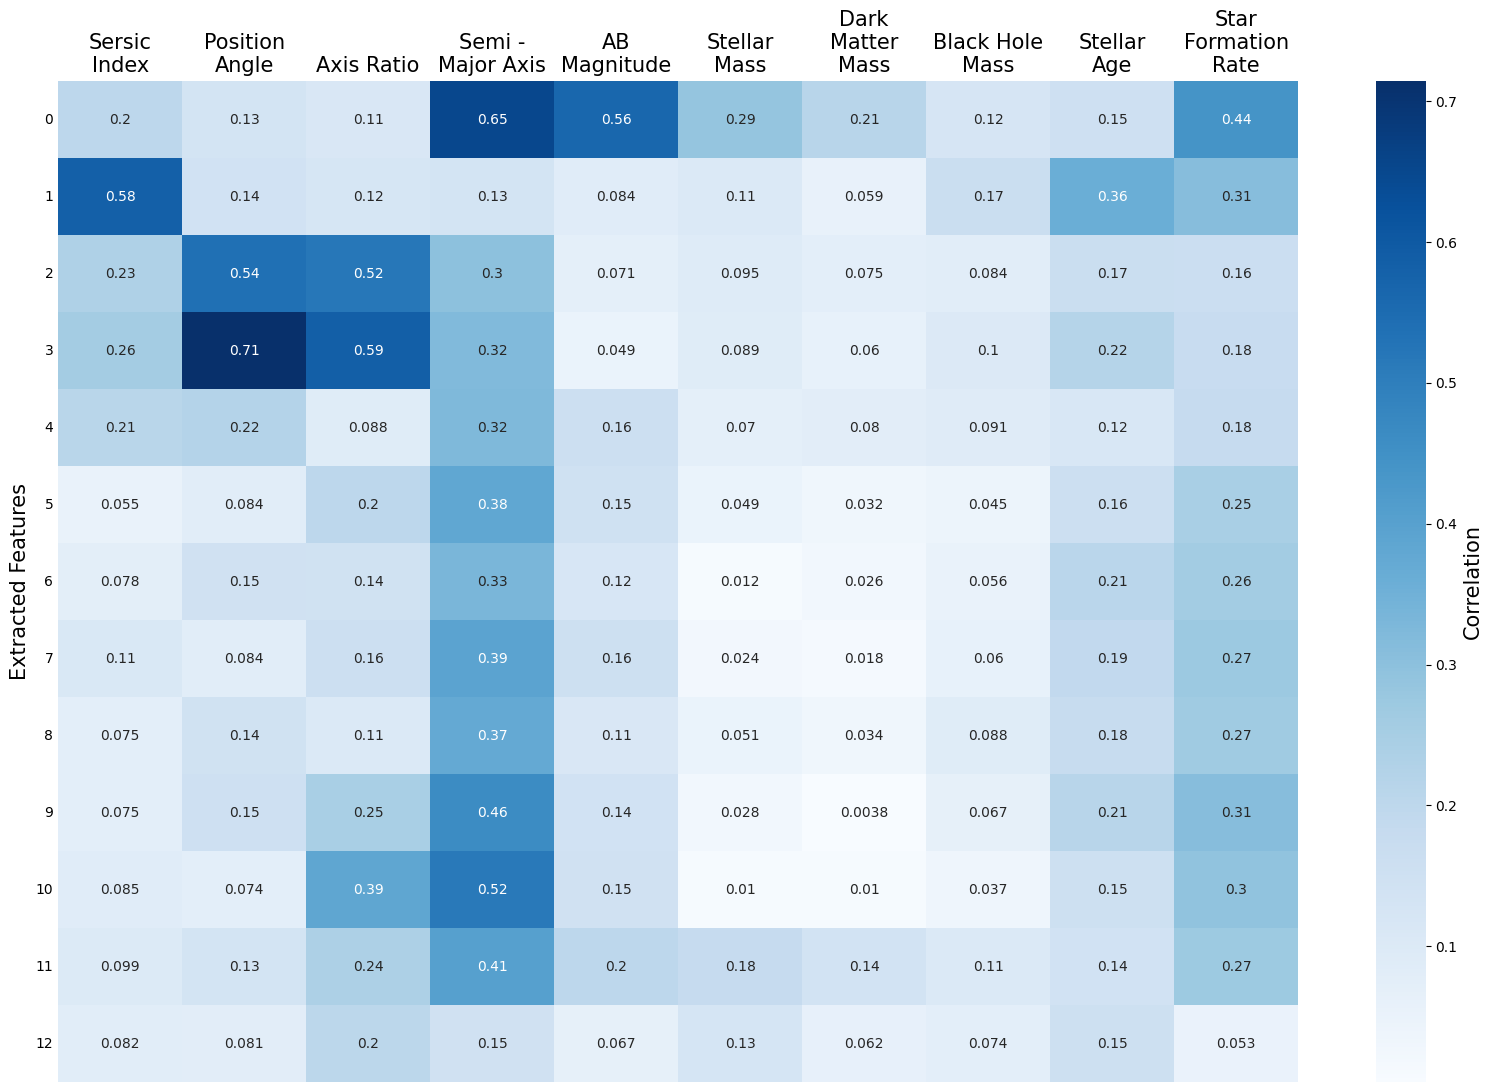 Sersic
Index
Position
Angle
Axis Ratio
Semi -
Major Axis
AB
Magnitude
Stellar
Mass
Dark
Matter
Mass
Black Hole
Mass
Stellar
Age
Star
Formation
Rate
0 0.2 0.13 0.11 0.65 0.56 0.29 0.21 0.12 0.15 0.44
1 0.58 0.14 0.12 0.13 0.084 0.11 0.059 0.17 0.36 0.31
2 0.23 0.54 0.52 0.3 0.071 0.095 0.075 0.084 0.17 0.16
3 0.26 0.71 0.59 0.32 0.049 0.089 0.06 0.1 0.22 0.18
4 0.21 0.22 0.088 0.32 0.16 0.07 0.08 0.091 0.12 0.18
5 0.055 0.084 0.2 0.38 0.15 0.049 0.032 0.045 0.16 0.25
6 0.078 0.15 0.14 0.33 0.12 0.012 0.026 0.056 0.21 0.26
7 0.11 0.084 0.16 0.39 0.16 0.024 0.018 0.06 0.19 0.27
8 0.075 0.14 0.11 0.37 0.11 0.051 0.034 0.088 0.18 0.27
9 0.075 0.15 0.25 0.46 0.14 0.028 0.0038 0.067 0.21 0.31
10 0.085 0.074 0.39 0.52 0.15 0.01 0.01 0.037 0.15 0.3
11 0.099 0.13 0.24 0.41 0.2 0.18 0.14 0.11 0.14 0.27
12 0.082 0.081 0.2 0.15 0.067 0.13 0.062 0.074 0.15 0.053
Extracted Features
0.7
0.6
0.5
0.4
0.3
0.2
0.1
Correlation